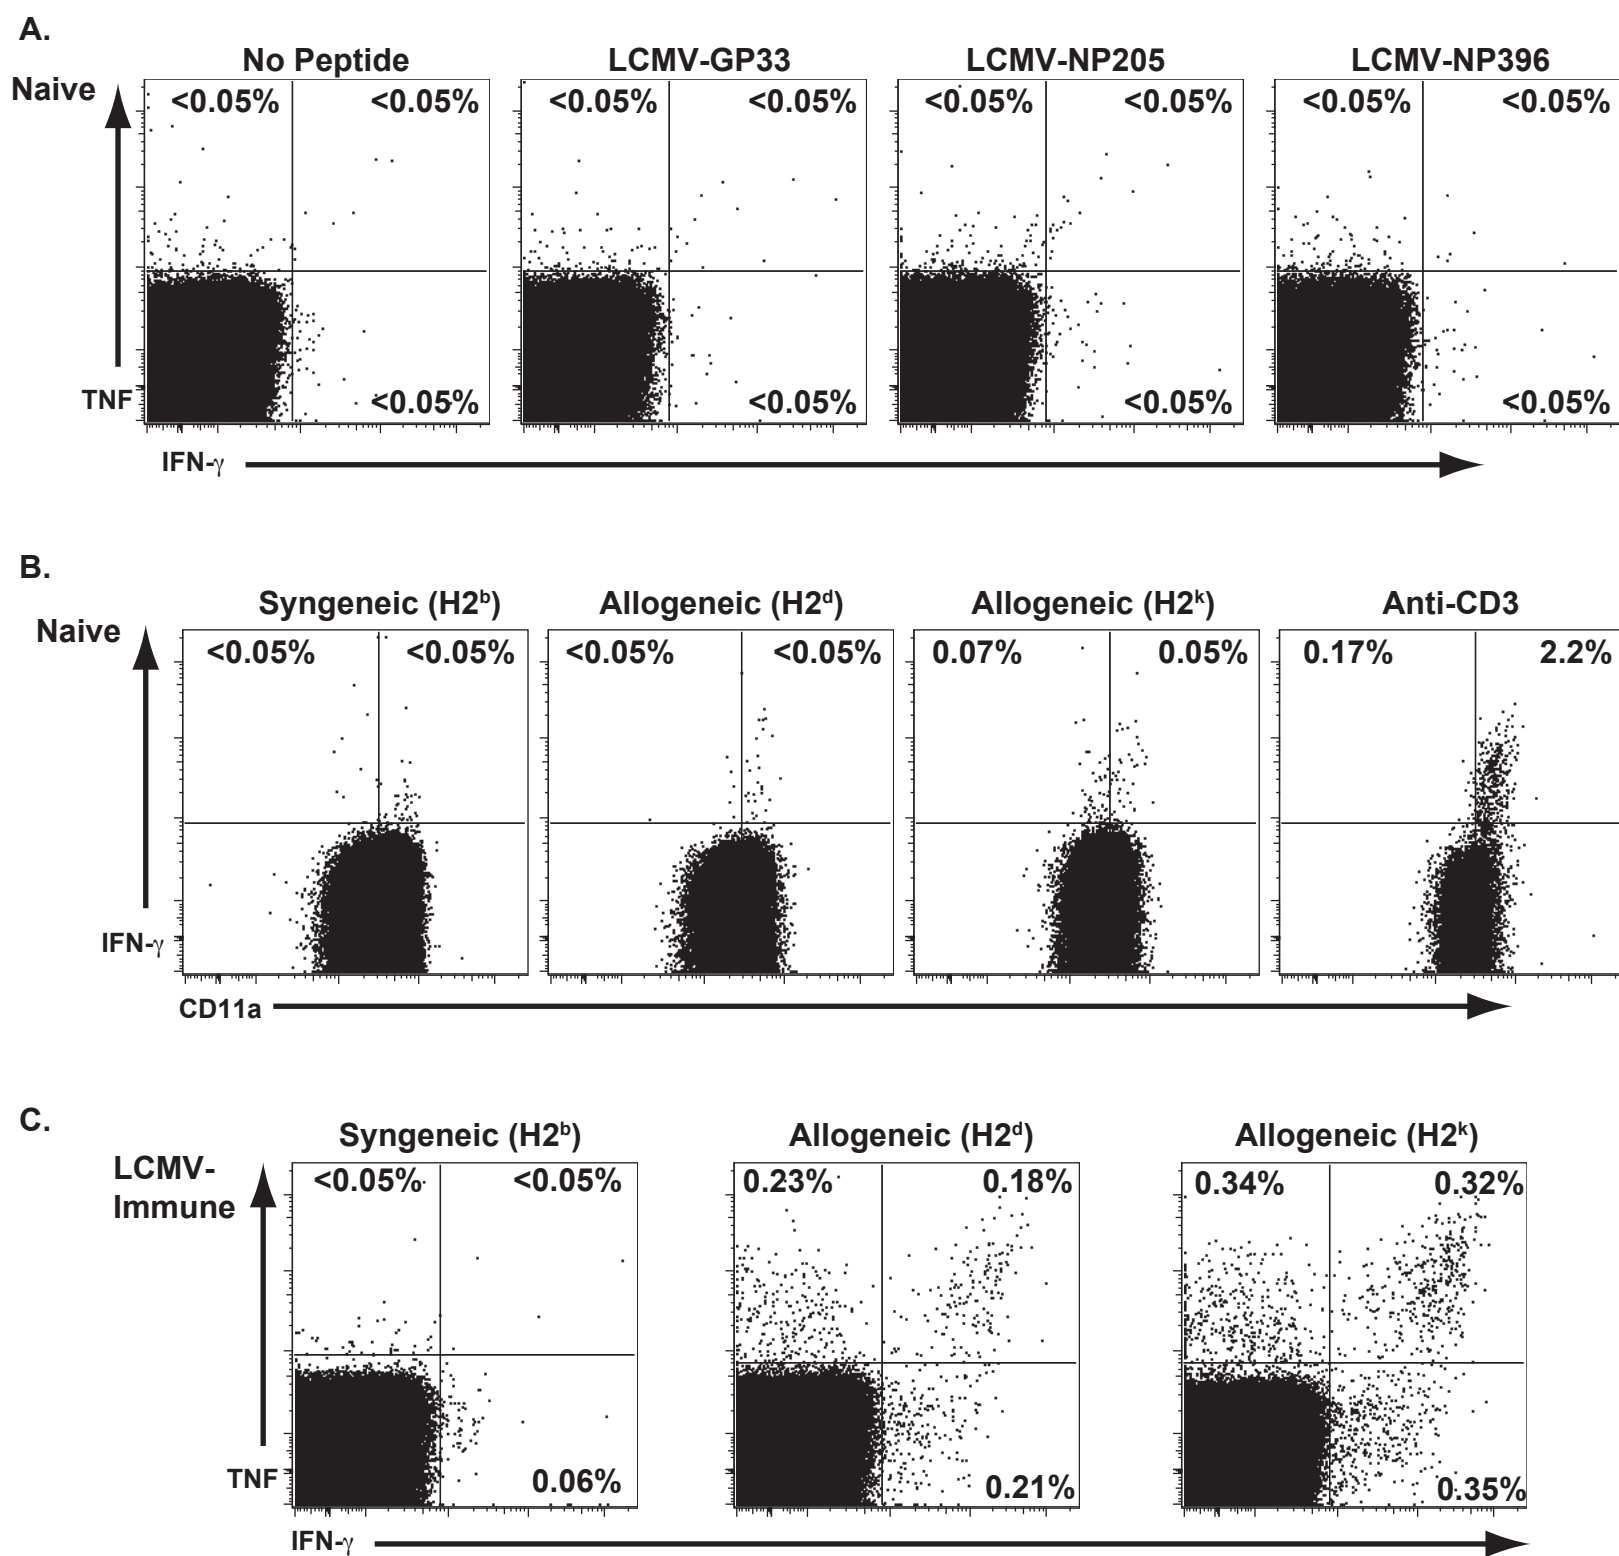 A.
No Peptide LCMV-GP33 LCMV-NP205 LCMV-NP396
Naive
<0.05% <0.05% <0.05% <0.05% <0.05% <0.05% <0.05% <0.05%
TNF
<0.05% <0.05% <0.05% <0.05%
IFN-γ
B.
Syngeneic (H2ᵇ) Allogeneic (H2ᵈ) Allogeneic (H2ᵏ) Anti-CD3
Naive
<0.05% <0.05% <0.05% <0.05% 0.07% 0.05% 0.17% 2.2%
IFN-γ
CD11a
C.
Syngeneic (H2ᵇ) Allogeneic (H2ᵈ) Allogeneic (H2ᵏ)
LCMV-
Immune
<0.05% <0.05% 0.23% 0.18% 0.34% 0.32%
TNF
0.06% 0.21% 0.35%
IFN-γ